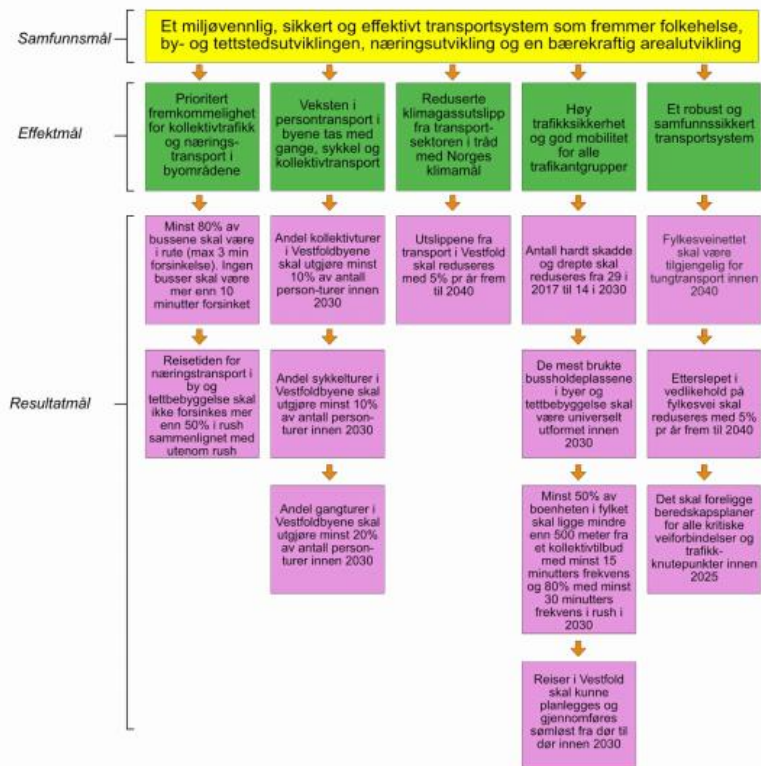 Samfunnsmål
Et miljøvennlig, sikkert og effektivt transportsystem som fremmer folkehelse,
by- og tettstedsutviklingen, næringsutvikling og en bærekraftig arealutvikling
Effektmål
Prioritert
fremkommelighet
for kollektivtrafikk
og nærings-
transport i
byområdene
Veksten i
persontransport i
byene tas med
gange, sykkel og
kollektivtransport
Reduserte
klimagassutslipp
fra transport-
sektoren i tråd
med Norges
klimamål
Høy
trafikksikkerhet
og god mobilitet
for alle
trafikantgrupper
Et robust og
samfunnssikkert
transportsystem
Resultatmål
Minst 80% av
bussene skal være
i rute (max 3 min
forsinkelse). Ingen
busser skal være
mer enn 10
minutter forsinket
Reisetiden for
næringstransport i
by og
tettbebyggelse skal
ikke forsinkes mer
enn 50% i rush
sammenlignet med
utenom rush
Andel kollektivturer
i Vestfoldbyene
skal utgjøre minst
10% av antall
person-turer innen
2030
Andel sykkelturer i
Vestfoldbyene skal
utgjøre minst 10%
av antall person-
turer innen 2030
Andel gangturer i
Vestfoldbyene skal
utgjøre minst 20%
av antall person-
turer innen 2030
Utslippene fra
transport i Vestfold
skal reduseres
med 5% pr år frem
til 2040
Antall hardt skadde
og drepte skal
reduseres fra 29 i
2017 til 14 i 2030
De mest brukte
bussholdeplassene
i byer og
tettbebyggelse skal
være universelt
utformet innen
2030
Minst 50% av
boenheten i fylket
skal ligge mindre
enn 500 meter fra
et kollektivtilbud
med minst 15
minutters frekvens
og 80% med minst
30 minutters
frekvens i rush i
2030
Reiser i Vestfold
skal kunne
planlegges og
gjennomføres
sømløst fra dør til
dør innen 2030
Fylkesveinettet
skal være
tilgjengelig for
tungtransport innen
2040
Etterslepet i
vedlikehold på
fylkesvei skal
reduseres med 5%
pr år frem til 2040
Det skal foreligge
beredskapsplaner
for alle kritiske
veiforbindelser og
trafikk-
knutepunkter innen
2025